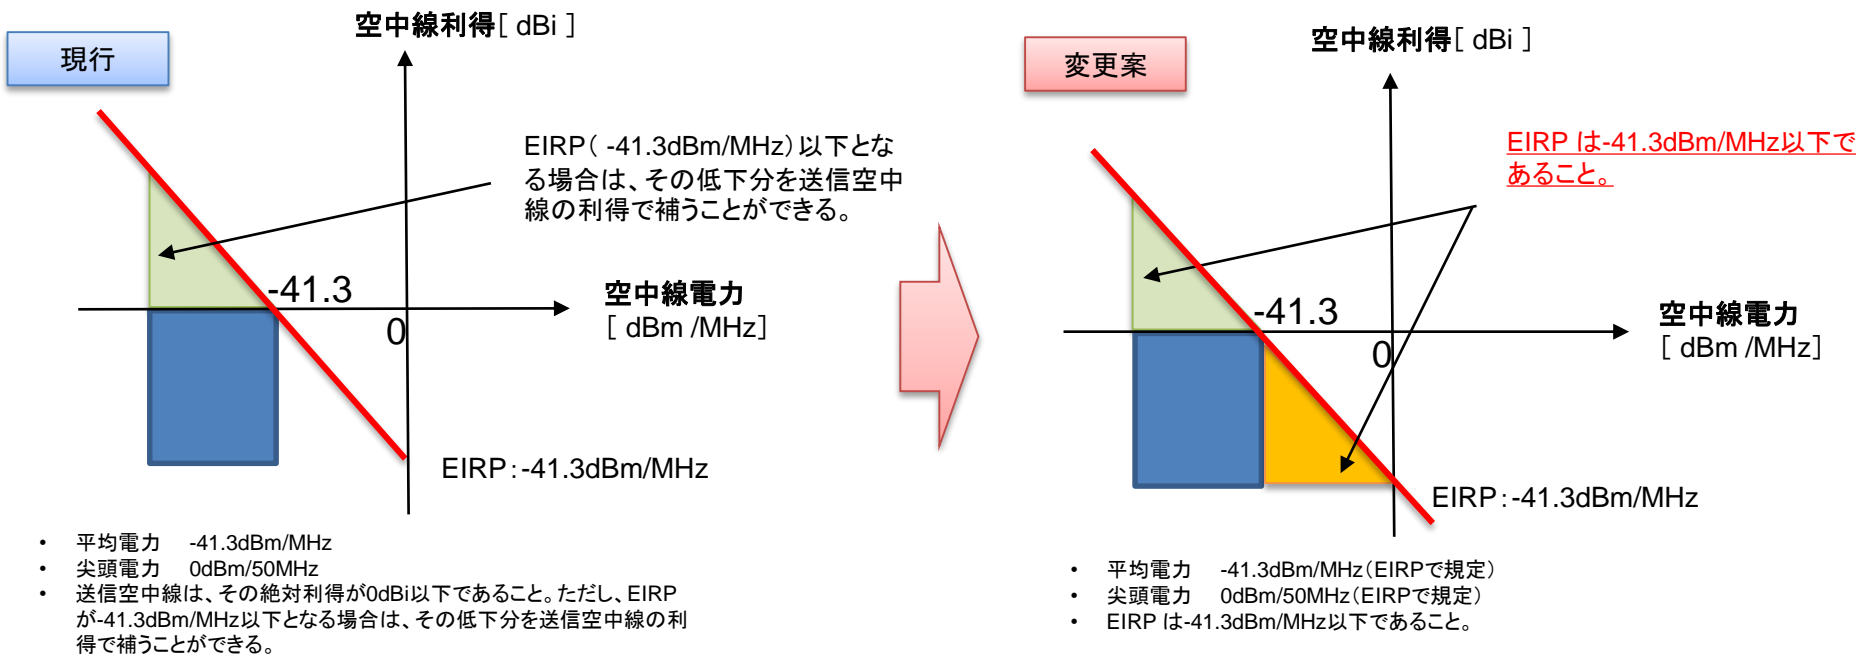 現行
空中線利得[ dBi ]
EIRP( -41.3dBm/MHz)以下とな
る場合は、その低下分を送信空中
線の利得で補うことができる。
-41.3
0
空中線電力
[ dBm /MHz]
EIRP:-41.3dBm/MHz
• 平均電力 -41.3dBm/MHz
• 尖頭電力 0dBm/50MHz
• 送信空中線は、その絶対利得が0dBi以下であること。ただし、EIRP
が-41.3dBm/MHz以下となる場合は、その低下分を送信空中線の利
得で補うことができる。
変更案
空中線利得[ dBi ]
EIRP は-41.3dBm/MHz以下で
あること。
-41.3
0
空中線電力
[ dBm /MHz]
EIRP:-41.3dBm/MHz
• 平均電力 -41.3dBm/MHz(EIRPで規定)
• 尖頭電力 0dBm/50MHz(EIRPで規定)
• EIRP は-41.3dBm/MHz以下であること。